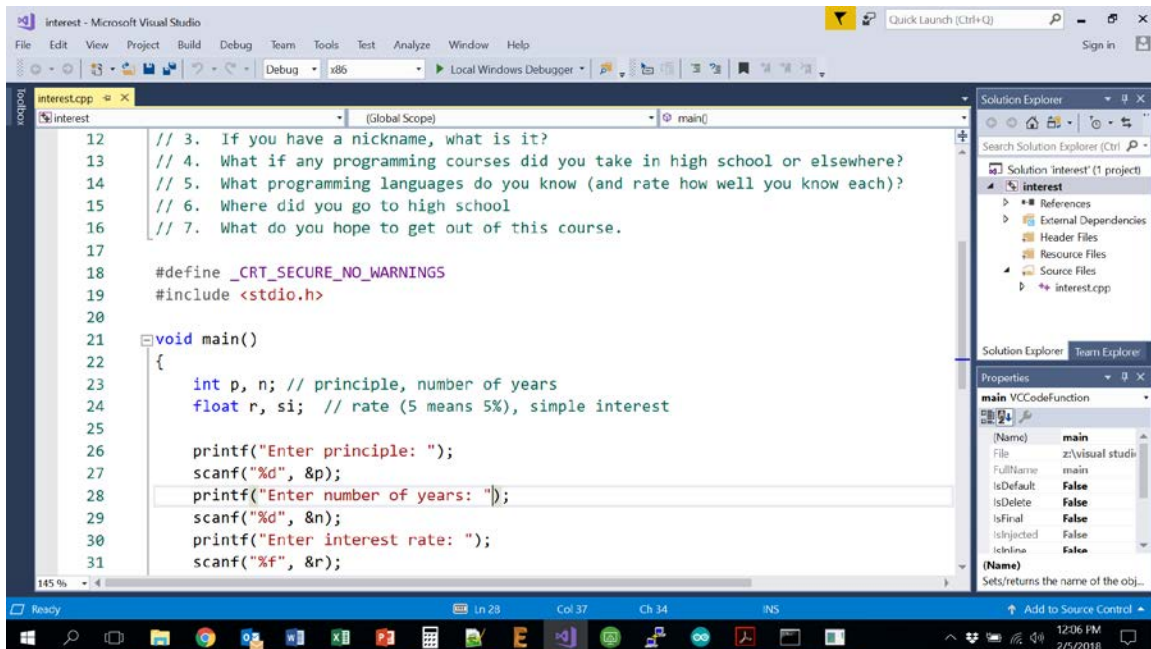 interest - Microsoft Visual Studio
Quick Launch (Ctrl+Q)
File Edit View Project Build Debug Team Tools Test Analyze Window Help
Sign in
Debug x86 Local Windows Debugger
Toolbox
interest.cpp
interest (Global Scope) main()
12 // 3.  If you have a nickname, what is it?
13 // 4.  What if any programming courses did you take in high school or elsewhere?
14 // 5.  What programming languages do you know (and rate how well you know each)?
15 // 6.  Where did you go to high school
16 // 7.  What do you hope to get out of this course.
17
18 #define _CRT_SECURE_NO_WARNINGS
19 #include <stdio.h>
20
21 void main()
22 {
23     int p, n; // principle, number of years
24     float r, si;  // rate (5 means 5%), simple interest
25
26     printf("Enter principle: ");
27     scanf("%d", &p);
28     printf("Enter number of years: ");
29     scanf("%d", &n);
30     printf("Enter interest rate: ");
31     scanf("%f", &r);
145 %
Solution Explorer
Search Solution Explorer (Ctrl
Solution 'interest' (1 project)
interest
References
External Dependencies
Header Files
Resource Files
Source Files
interest.cpp
Solution Explorer Team Explorer
Properties
main VCCodeFunction
(Name) main
File z:\visual studi
FullName main
IsDefault False
IsDelete False
IsFinal False
IsInjected False
IsInline False
(Name)
Sets/returns the name of the obj...
Ready Ln 28 Col 37 Ch 34 INS Add to Source Control
12:06 PM
2/5/2018